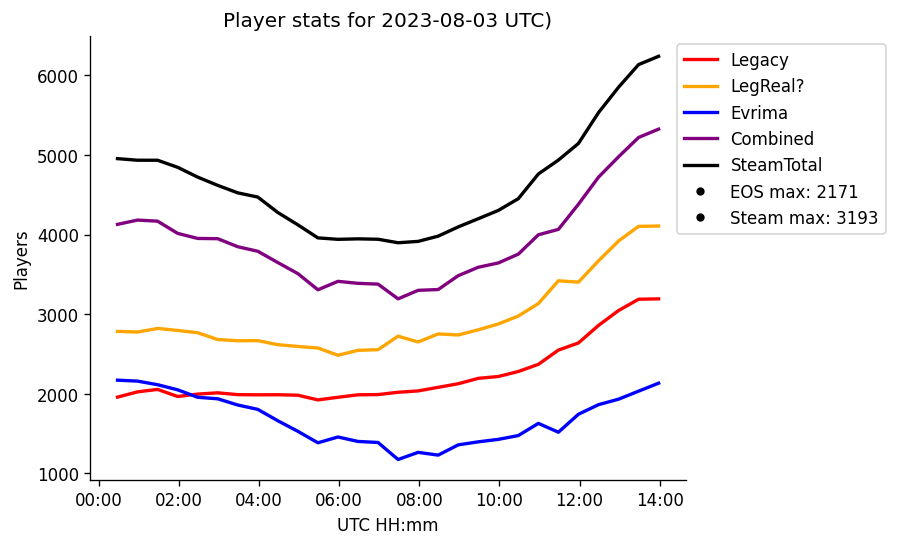 Player stats for 2023-08-03 UTC)
Legacy
LegReal?
Evrima
Combined
SteamTotal
EOS max: 2171
Steam max: 3193
Players
6000
5000
4000
3000
2000
1000
00:00 02:00 04:00 06:00 08:00 10:00 12:00 14:00
UTC HH:mm